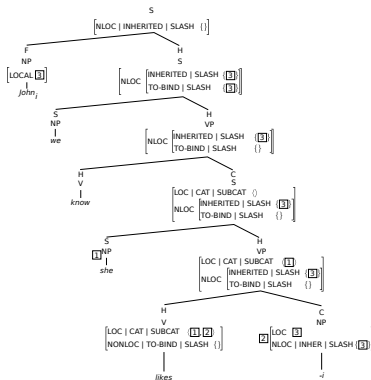 S
[NLOC | INHERITED | SLASH { }]
F H
NP S
[LOCAL 3] NLOC [INHERITED | SLASH {3}
TO-BIND | SLASH {3}]
John i
S H
NP VP
we NLOC [INHERITED | SLASH {3}
TO-BIND | SLASH { }]
H C
V S
know LOC | CAT | SUBCAT ⟨⟩
NLOC [INHERITED | SLASH {3}
TO-BIND | SLASH { }]
S H
1 NP VP
she LOC | CAT | SUBCAT ⟨1⟩
NLOC [INHERITED | SLASH {3}
TO-BIND | SLASH { }]
H C
V NP
[LOC | CAT | SUBCAT ⟨1, 2⟩ 2 [LOC 3
NONLOC | TO-BIND | SLASH { }] NLOC | INHER | SLASH {3}]
likes -i